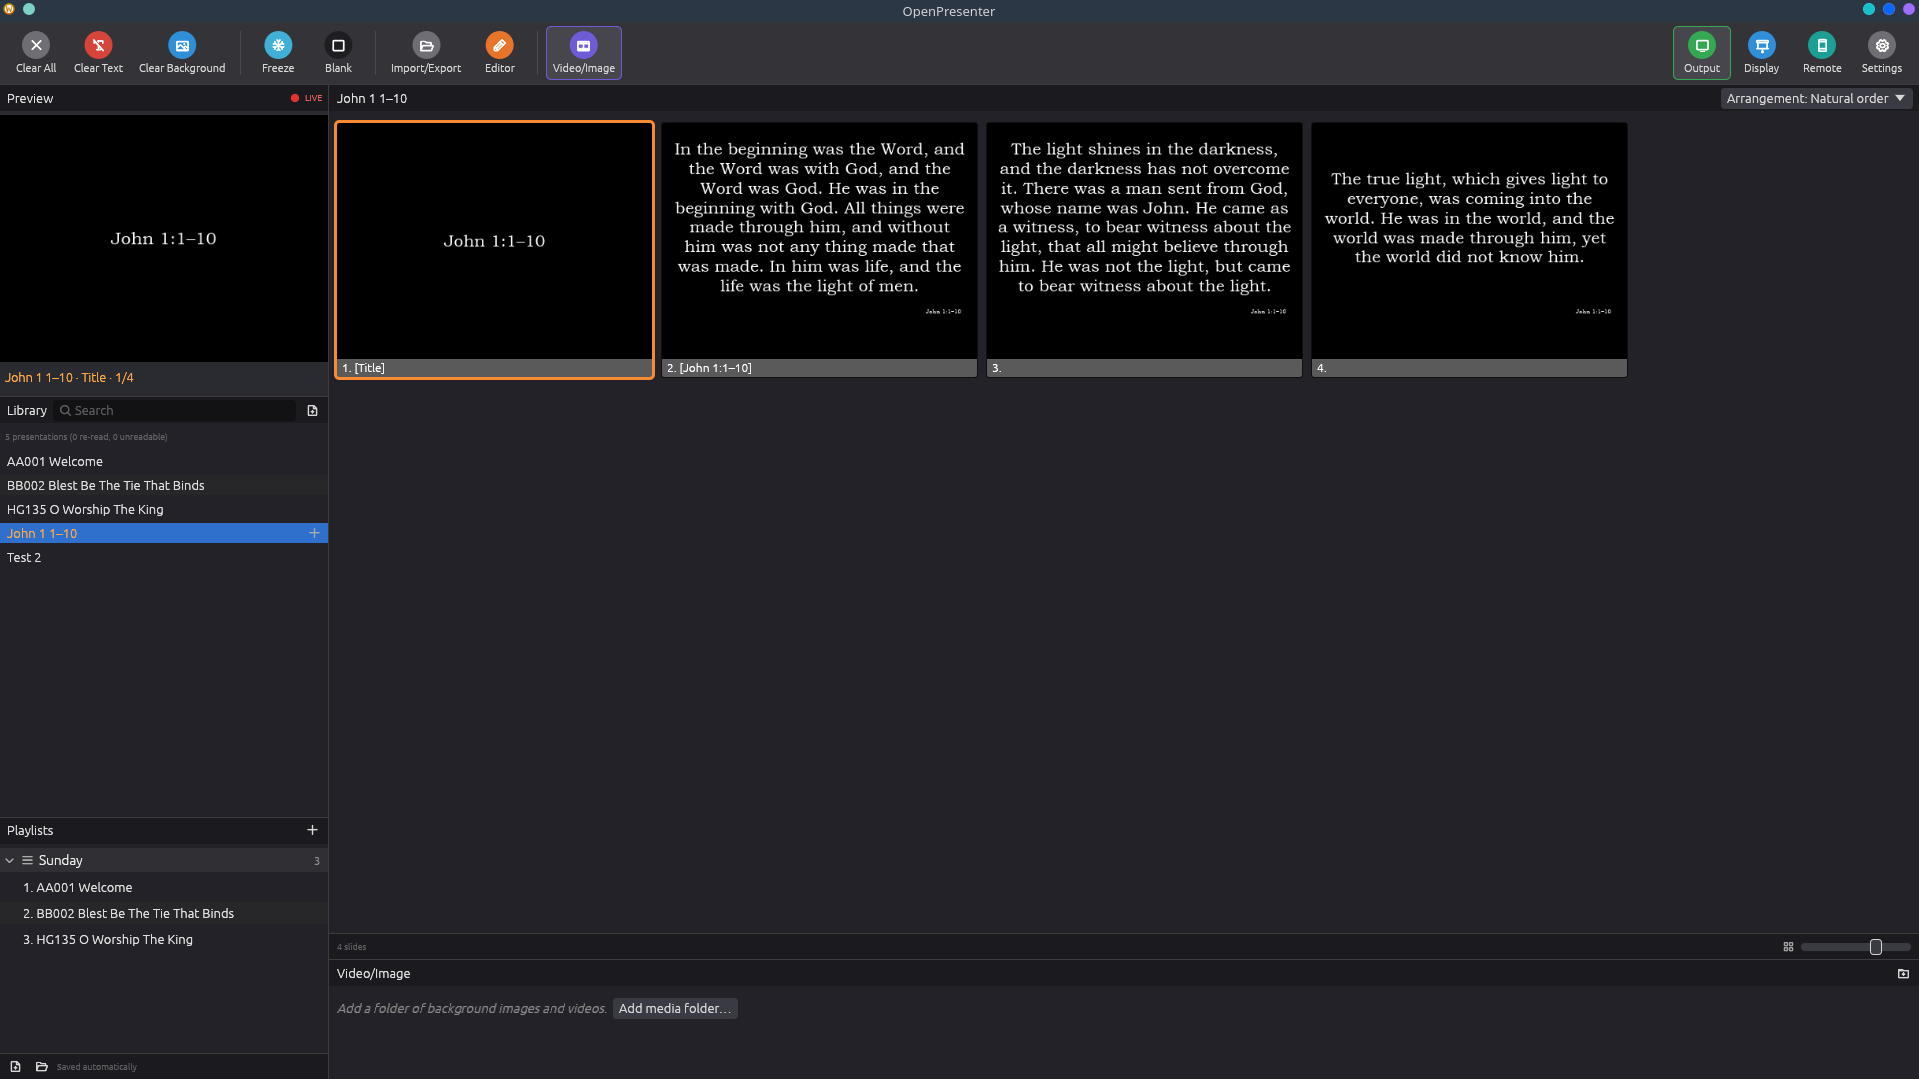 OpenPresenter
Clear All
Clear Text
Clear Background
Freeze
Blank
Import/Export
Editor
Video/Image
Output
Display
Remote
Settings
Preview
LIVE
John 1 1–10
Arrangement: Natural order
John 1:1–10
John 1 1–10 · Title · 1/4
John 1:1–10
1. [Title]
In the beginning was the Word, and
the Word was with God, and the
Word was God. He was in the
beginning with God. All things were
made through him, and without
him was not any thing made that
was made. In him was life, and the
life was the light of men.
John 1:1–10
2. [John 1:1–10]
The light shines in the darkness,
and the darkness has not overcome
it. There was a man sent from God,
whose name was John. He came as
a witness, to bear witness about the
light, that all might believe through
him. He was not the light, but came
to bear witness about the light.
John 1:1–10
3.
The true light, which gives light to
everyone, was coming into the
world. He was in the world, and the
world was made through him, yet
the world did not know him.
John 1:1–10
4.
Library
Search
5 presentations (0 re-read, 0 unreadable)
AA001 Welcome
BB002 Blest Be The Tie That Binds
HG135 O Worship The King
John 1 1–10
Test 2
Playlists
Sunday
3
1. AA001 Welcome
2. BB002 Blest Be The Tie That Binds
3. HG135 O Worship The King
Saved automatically
4 slides
Video/Image
Add a folder of background images and videos.
Add media folder...